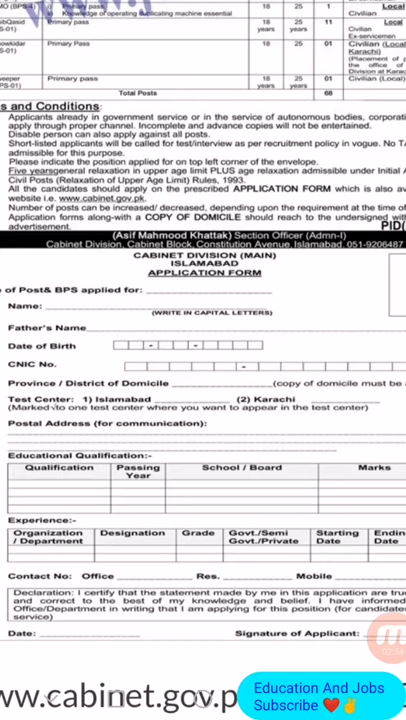 MO (BPS-4) i) Primary pass 18 25 1 Local
ii) Knowledge of operating duplicating machine essential years years Civilian
ibQasid Primary pass 18 25 11 Local
S-01) years years Civilian
Ex-servicemen
owkidar Primary Pass 18 25 01 Civilian (Local
S-01) Karachi)
(Placement of
the office of
Division at Karac
eeper Primary pass 18 25 01 Civilian (Local)
PS-01) years years
Total Posts 68
s and Conditions:
Applicants already in government service or in the service of autonomous bodies, corporati
apply through proper channel. Incomplete and advance copies will not be entertained.
Disable person can also apply against all posts.
Short-listed applicants will be called for test/interview as per recruitment policy in vogue. No T
admissible for this purpose.
Please indicate the position applied for on top left corner of the envelope.
Five yearsgeneral relaxation in upper age limit PLUS age relaxation admissible under Initial
Civil Posts (Relaxation of Upper Age Limit) Rules, 1993.
All the candidates should apply on the prescribed APPLICATION FORM which is also av
website i.e. www.cabinet.gov.pk.
Number of posts can be increased/ decreased, depending upon the requirement at the time of
Application forms along-with a COPY OF DOMICILE should reach to the undersigned wit
advertisement. PID(
(Asif Mahmood Khattak) Section Officer (Admn-I)
Cabinet Division, Cabinet Block, Constitution Avenue, Islamabad. 051-9206487
CABINET DIVISION (MAIN)
ISLAMABAD
APPLICATION FORM
e of Post& BPS applied for:
Name:
(WRITE IN CAPITAL LETTERS)
Father's Name
Date of Birth - -
CNIC No. -
Province / District of Domicile (copy of domicile must be
Test Center: 1) Islamabad (2) Karachi
(Marked√to one test center where you want to appear in the test center)
Postal Address (for communication):
Educational Qualification:-
Qualification Passing Year School / Board Marks
Experience:-
Organization / Department Designation Grade Govt./Semi Govt./Private Starting Date Endin Date
Contact No: Office Res. Mobile
Declaration: I certify that the statement made by me in this application are tru
and correct to the best of my knowledge and belief. I have informed
Office/Department in writing that I am applying for this position (for candidate
service)
Date: Signature of Applicant:
ww.cabinet.gov.p
Education And Jobs
Subscribe ❤️✌️